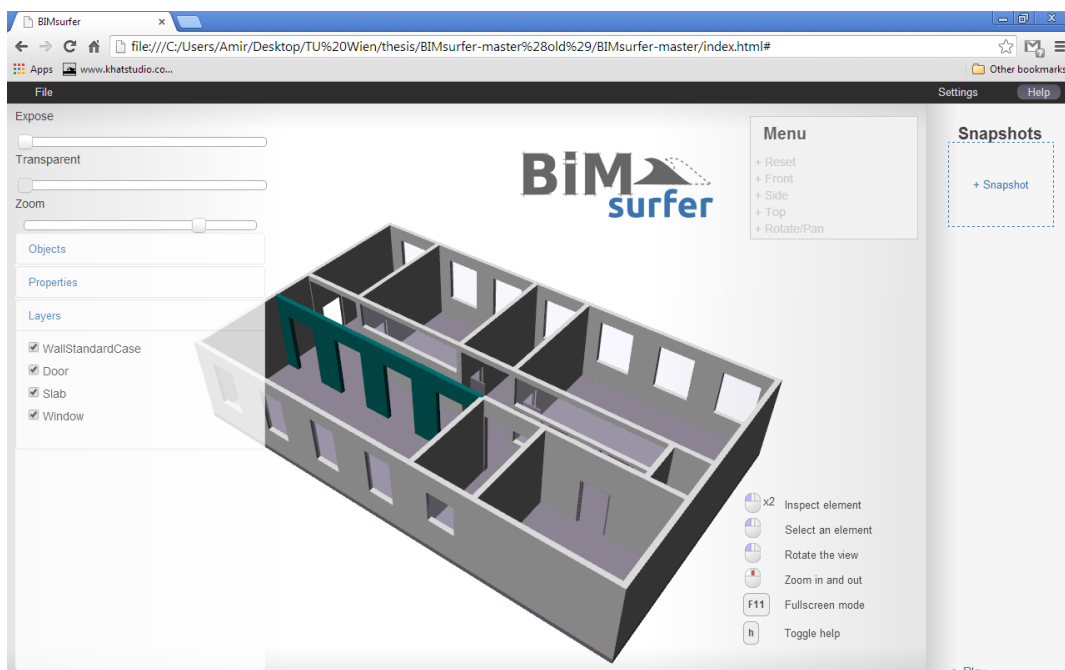 BIMsurfer
file:///C:/Users/Amir/Desktop/TU%20Wien/thesis/BIMsurfer-master%28old%29/BIMsurfer-master/index.html#
Apps www.khatstudio.co...
Other bookmarks
File
Settings
Help
Expose
Transparent
Zoom
Objects
Properties
Layers
WallStandardCase
Door
Slab
Window
BiM
surfer
Menu
+ Reset
+ Front
+ Side
+ Top
+ Rotate/Pan
Snapshots
+ Snapshot
x2 Inspect element
Select an element
Rotate the view
Zoom in and out
F11 Fullscreen mode
h Toggle help
+ Play